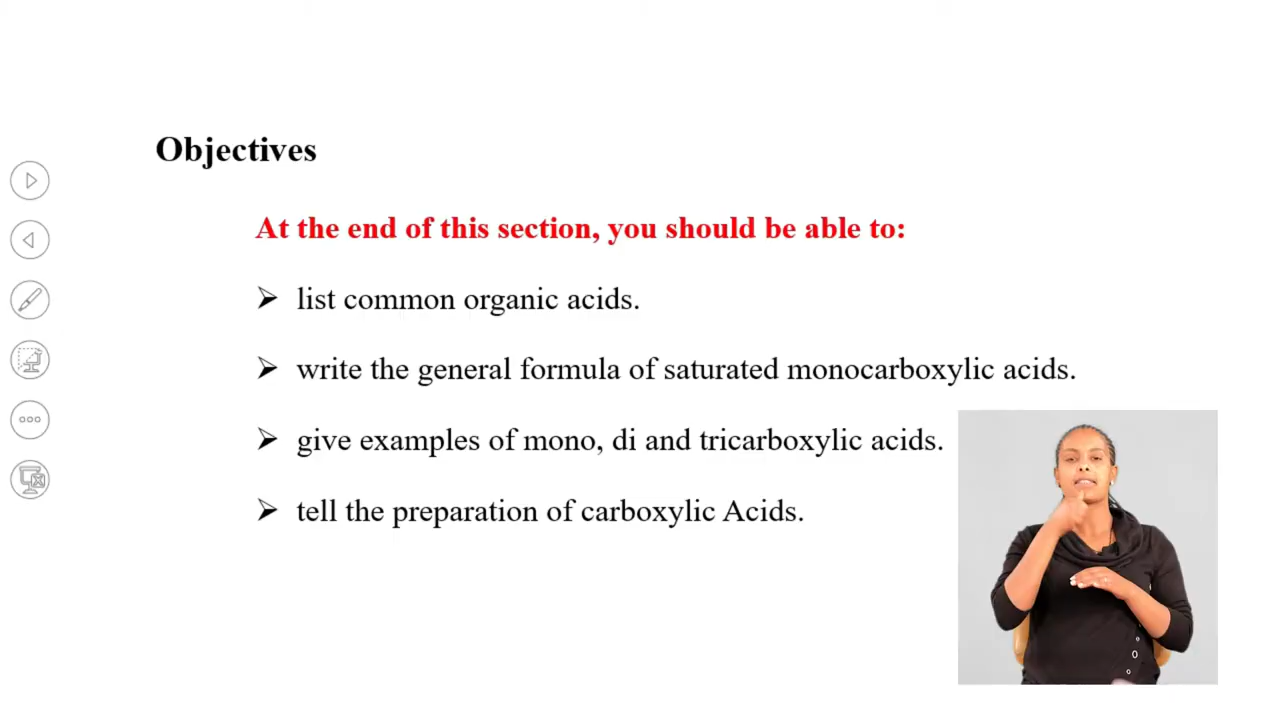 Objectives
At the end of this section, you should be able to:
list common organic acids.
write the general formula of saturated monocarboxylic acids.
give examples of mono, di and tricarboxylic acids.
tell the preparation of carboxylic Acids.